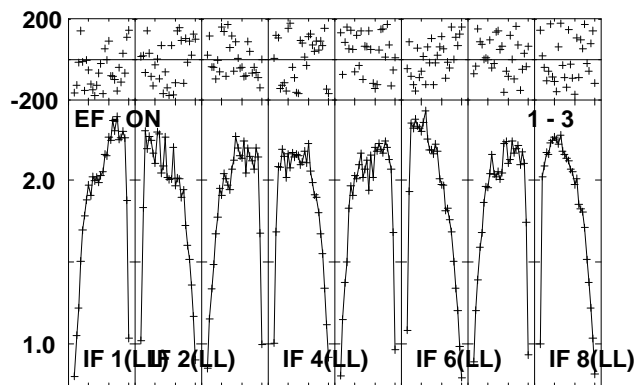 200
-200
EF - ON 1 - 3
2.0
1.0
IF 1(LL) IF 2(LL) IF 4(LL) IF 6(LL) IF 8(LL)